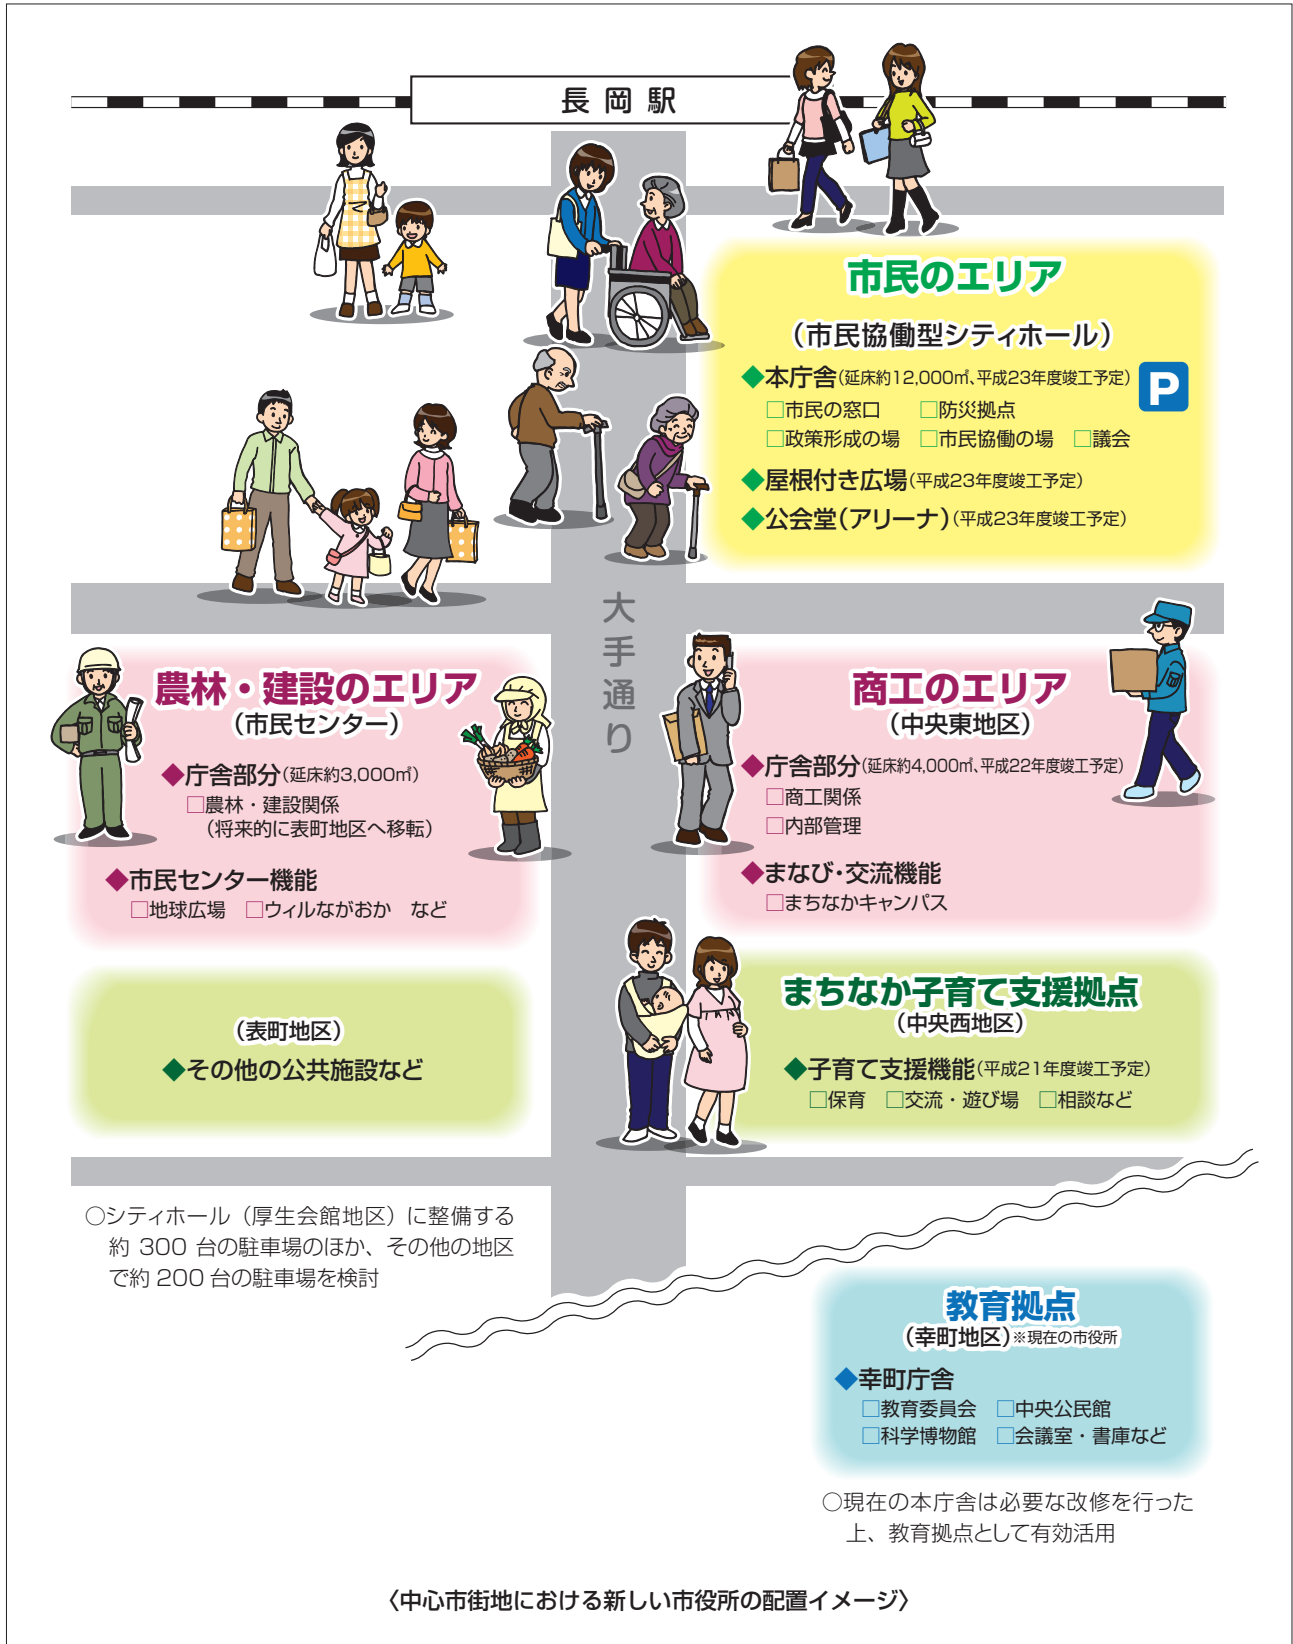 長岡駅
市民のエリア
（市民協働型シティホール）
◆本庁舎（延床約12,000㎡、平成23年度竣工予定）
P
□市民の窓口　□防災拠点
□政策形成の場　□市民協働の場　□議会
◆屋根付き広場（平成23年度竣工予定）
◆公会堂（アリーナ）（平成23年度竣工予定）
大手通り
農林・建設のエリア
（市民センター）
◆庁舎部分（延床約3,000㎡）
□農林・建設関係
（将来的に表町地区へ移転）
◆市民センター機能
□地球広場　□ウィルながおか　など
商工のエリア
（中央東地区）
◆庁舎部分（延床約4,000㎡、平成22年度竣工予定）
□商工関係
□内部管理
◆まなび・交流機能
□まちなかキャンパス
（表町地区）
◆その他の公共施設など
まちなか子育て支援拠点
（中央西地区）
◆子育て支援機能（平成21年度竣工予定）
□保育　□交流・遊び場　□相談など
○シティホール（厚生会館地区）に整備する
約 300 台の駐車場のほか、その他の地区
で約 200 台の駐車場を検討
教育拠点
（幸町地区）※現在の市役所
◆幸町庁舎
□教育委員会　□中央公民館
□科学博物館　□会議室・書庫など
○現在の本庁舎は必要な改修を行った
上、教育拠点として有効活用
〈中心市街地における新しい市役所の配置イメージ〉